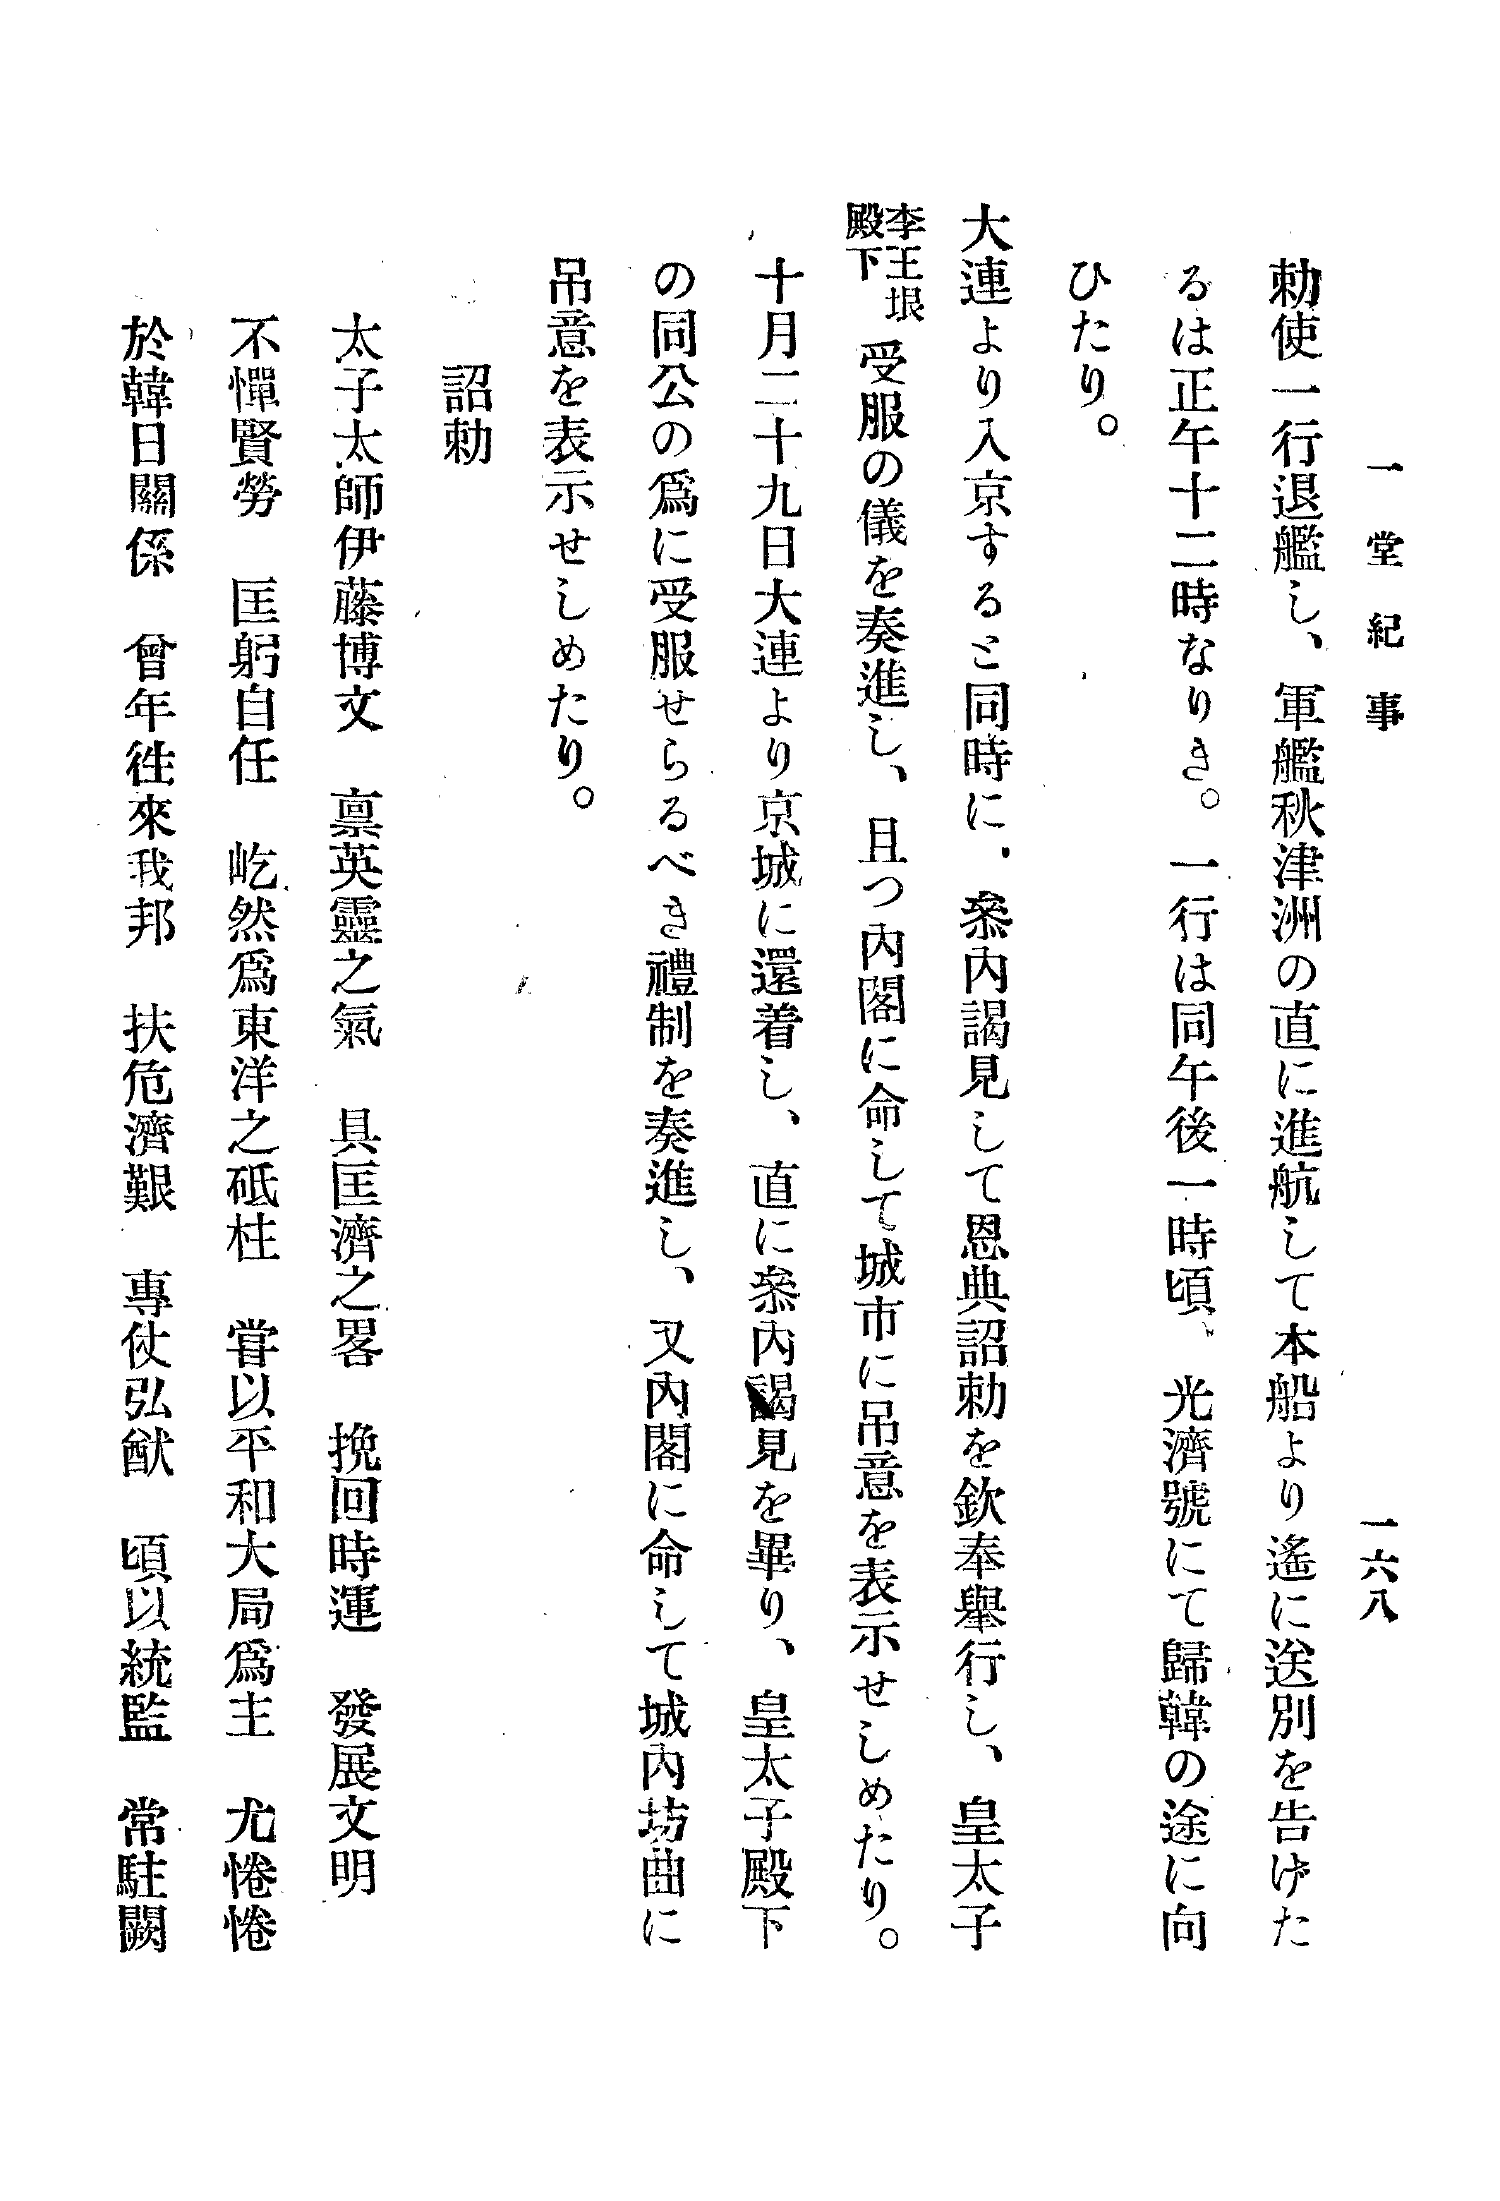 一堂紀事
一六八
勅使一行退艦し、軍艦秋津洲の直に進航して本船より遙に送別を告げた
るは正午十二時なりき。一行は同午後一時頃、光濟號にて歸韓の途に向
ひたり。
大連より入京すると同時に、叅內謁見して恩典詔勅を欽奉舉行し、皇太子
李王垠
殿下
受服の儀を奏進し、且つ內閣に命して城市に吊意を表示せしめたり。
十月二十九日大連より京城に還着し、直に叅內謁見を畢り、皇太子殿下
の同公の爲に受服せらるべき禮制を奏進し、又內閣に命して城內坊曲に
吊意を表示せしめたり。
詔勅
太子太師伊藤博文　禀英靈之氣　具匡濟之畧　挽回時運　發展文明
不憚賢勞　匡躬自任　屹然爲東洋之砥柱　甞以平和大局爲主　尤惓惓
於韓日關係　曾年徃來我邦　扶危濟艱　專仗弘猷　頃以統監　常駐闕